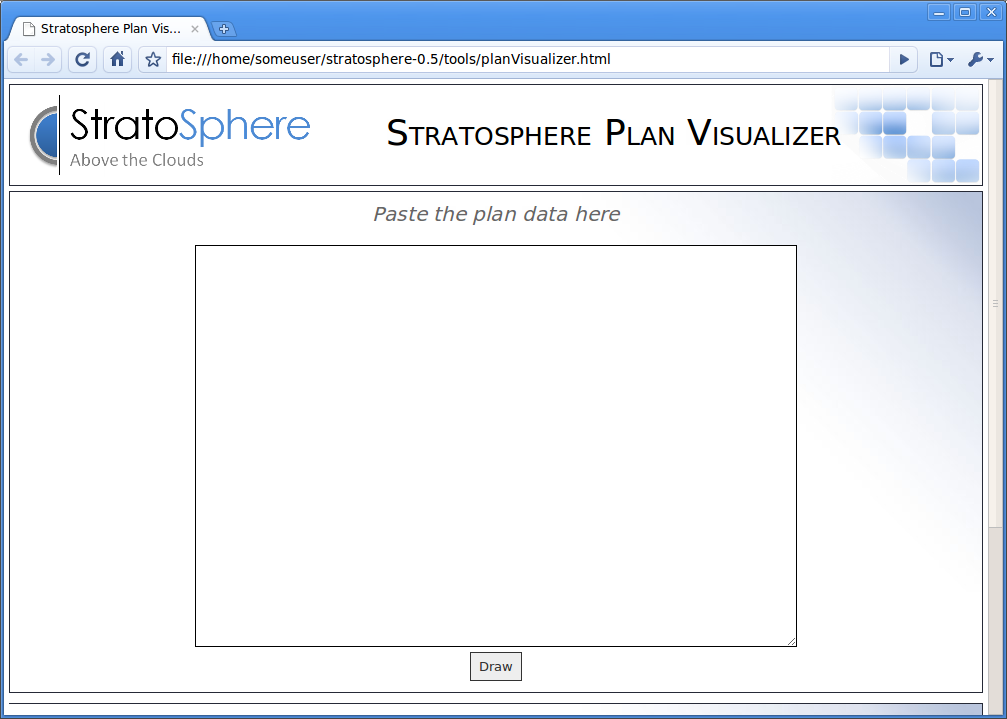 Stratosphere Plan Vis...
file:///home/someuser/stratosphere-0.5/tools/planVisualizer.html
StratoSphere
Above the Clouds
Stratosphere Plan Visualizer
Paste the plan data here
Draw